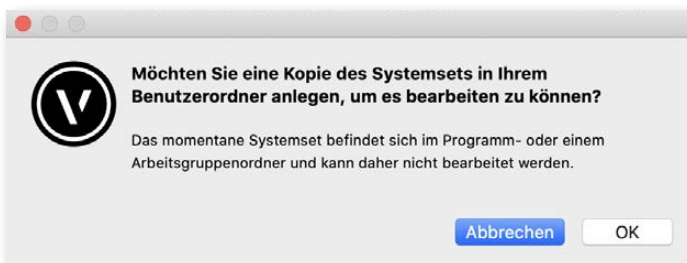 Möchten Sie eine Kopie des Systemsets in Ihrem
Benutzerordner anlegen, um es bearbeiten zu können?
Das momentane Systemset befindet sich im Programm- oder einem
Arbeitsgruppenordner und kann daher nicht bearbeitet werden.
Abbrechen OK